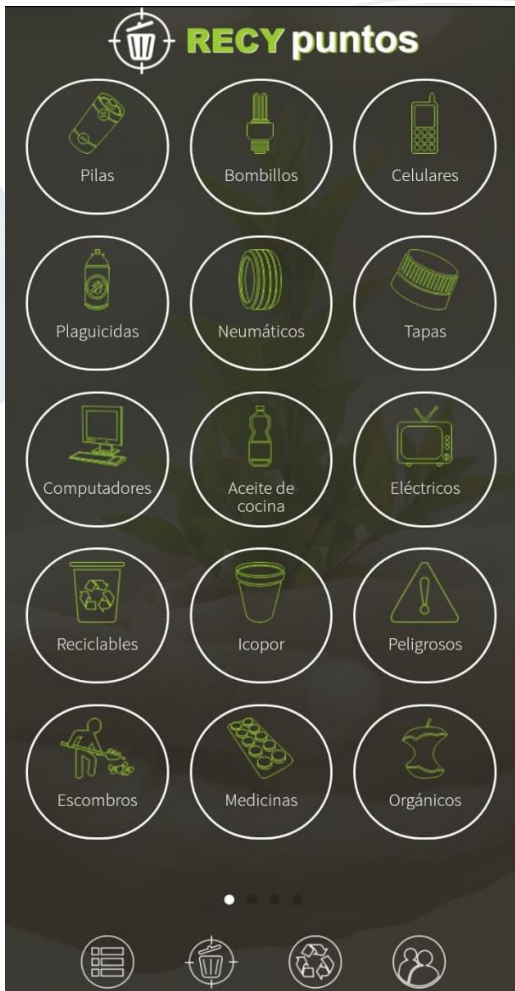 RECY puntos
Pilas
Bombillos
Celulares
Plaguicidas
Neumáticos
Tapas
Computadores
Aceite de
cocina
Eléctricos
Reciclables
Icopor
Peligrosos
Escombros
Medicinas
Orgánicos